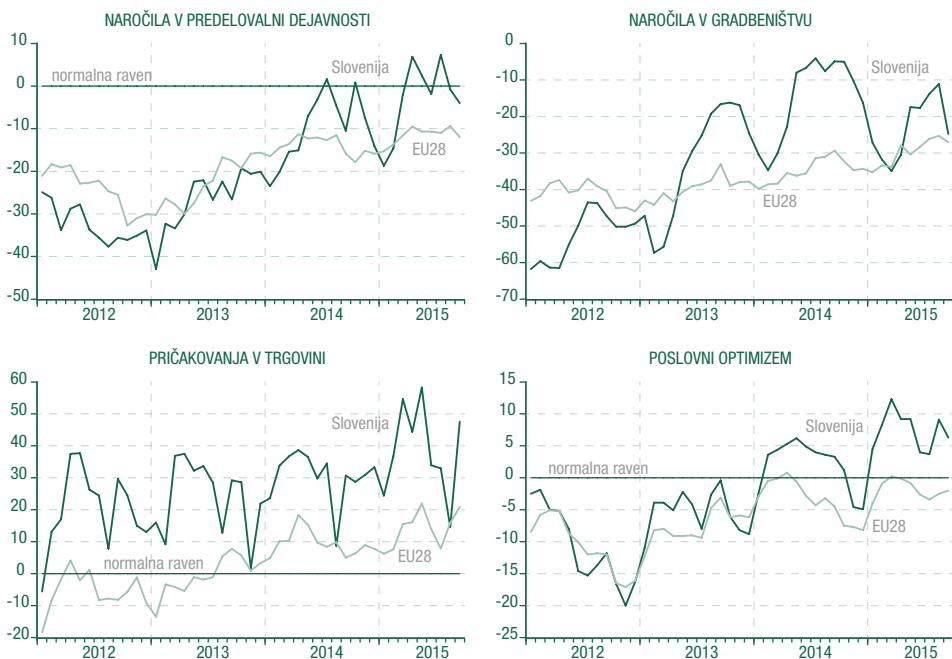 NAROČILA V PREDELOVALNI DEJAVNOSTI
10
0
-10
-20
-30
-40
-50
normalna raven
Slovenija
EU28
2012 2013 2014 2015
NAROČILA V GRADBENIŠTVU
0
-10
-20
-30
-40
-50
-60
-70
Slovenija
EU28
2012 2013 2014 2015
PRIČAKOVANJA V TRGOVINI
60
50
40
30
20
10
0
-10
-20
Slovenija
normalna raven
EU28
2012 2013 2014 2015
POSLOVNI OPTIMIZEM
15
10
5
0
-5
-10
-15
-20
-25
Slovenija
normalna raven
EU28
2012 2013 2014 2015